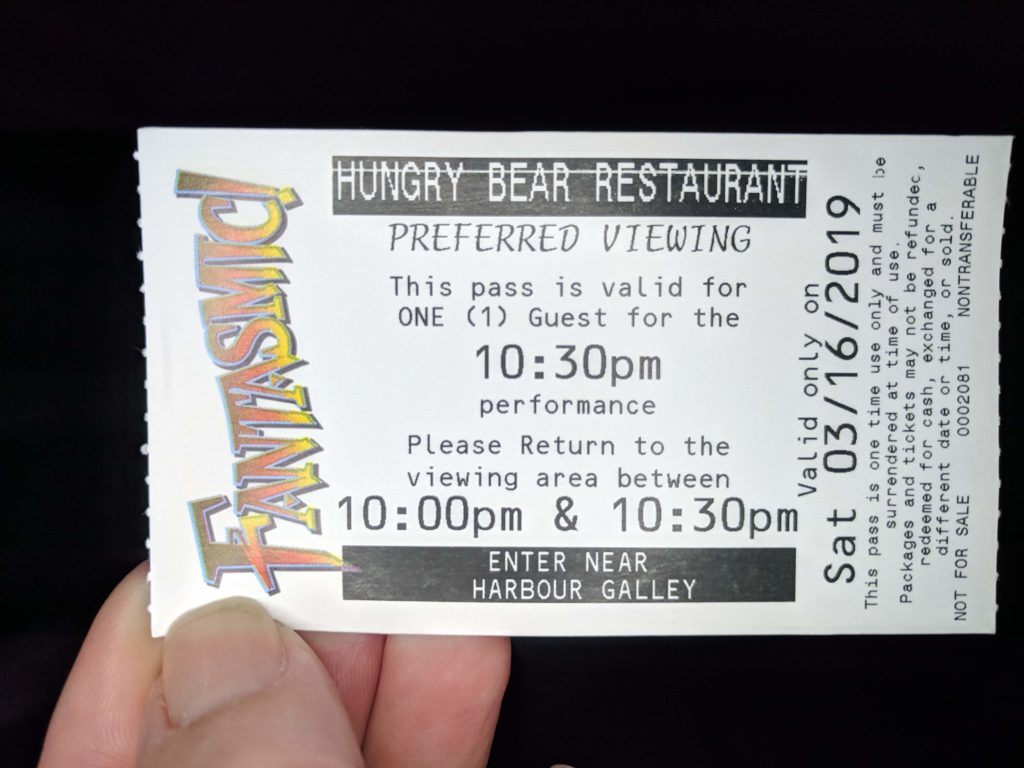 FANTASMIC!
HUNGRY BEAR RESTAURANT
PREFERRED VIEWING
This pass is valid for
ONE (1) Guest for the
10:30pm
performance
Please Return to the
viewing area between
10:00pm & 10:30pm
ENTER NEAR
HARBOUR GALLEY
Valid only on
Sat 03/16/2019
This pass is one time use only and must be
surrendered at time of use.
Packages and tickets may not be refunded,
redeemed for cash, exchanged for a
different date or time, or sold.
NOT FOR SALE 0002081 NONTRANSFERABLE